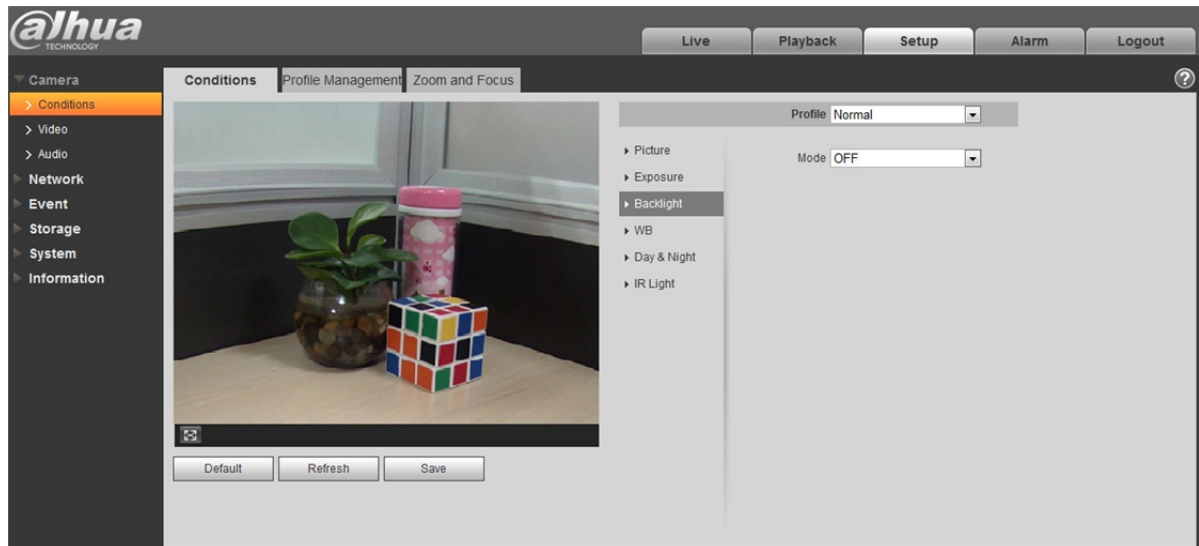 alhua
TECHNOLOGY
Live
Playback
Setup
Alarm
Logout
Camera
Conditions
Video
Audio
Network
Event
Storage
System
Information
Conditions
Profile Management
Zoom and Focus
?
Profile Normal
Picture
Exposure
Backlight
WB
Day & Night
IR Light
Mode OFF
Default
Refresh
Save